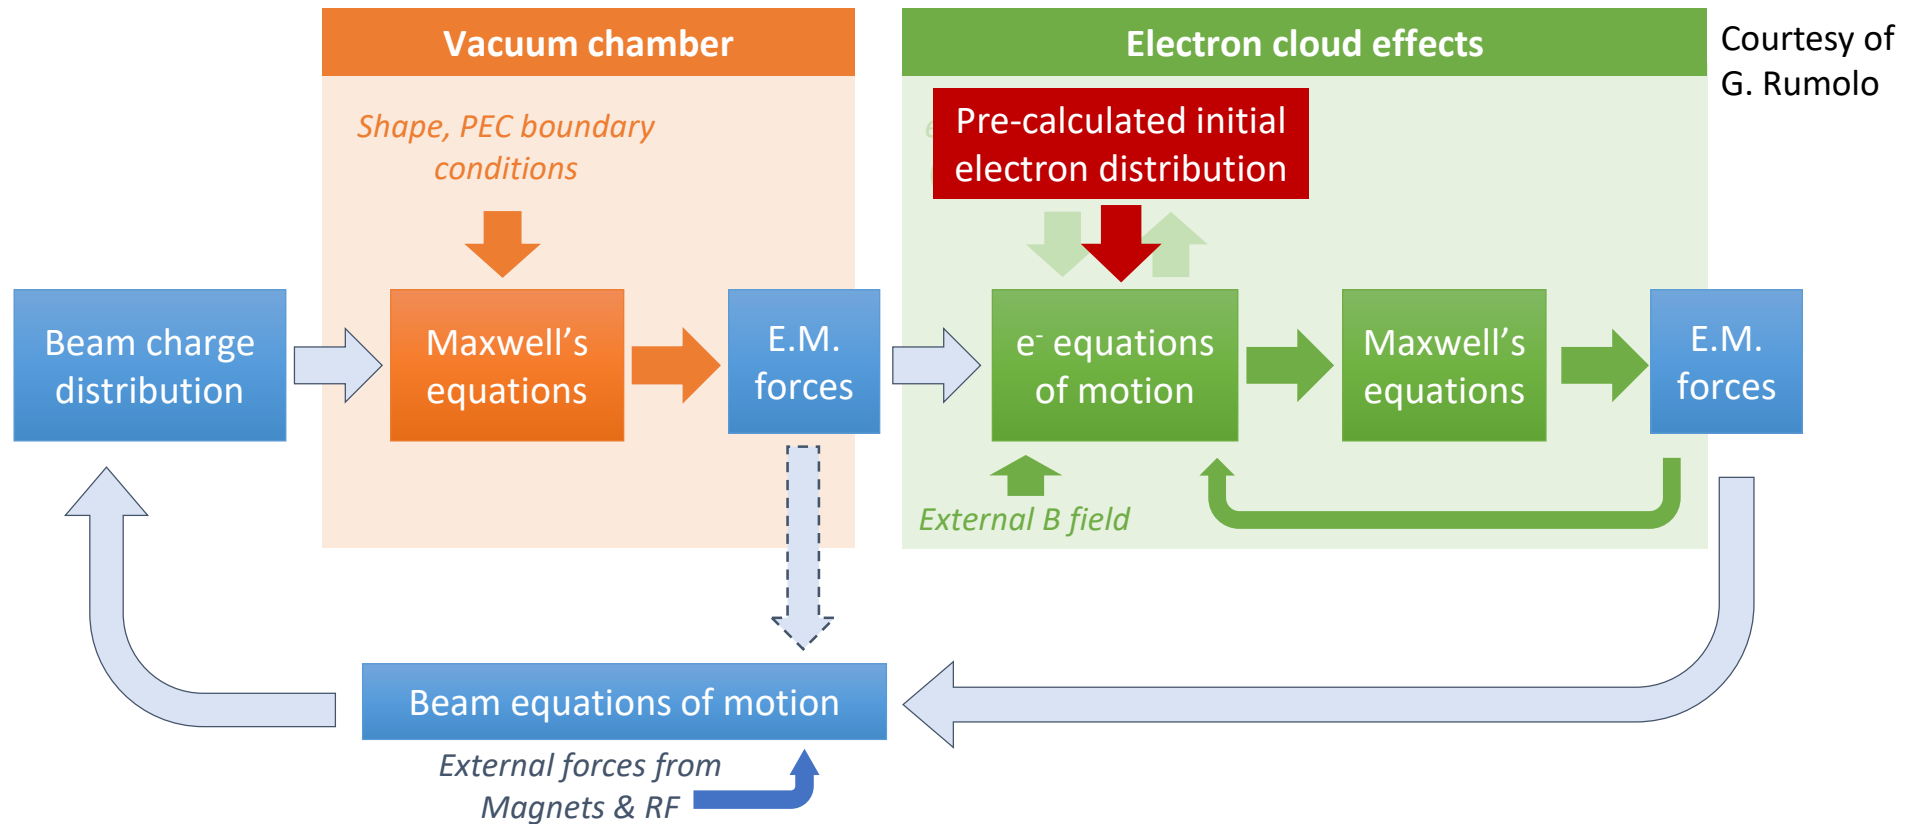 Vacuum chamber
Electron cloud effects
Courtesy of
G. Rumolo
Shape, PEC boundary
conditions
Pre-calculated initial
electron distribution
Beam charge
distribution
Maxwell's
equations
E.M.
forces
e⁻ equations
of motion
Maxwell's
equations
E.M.
forces
External B field
Beam equations of motion
External forces from
Magnets & RF